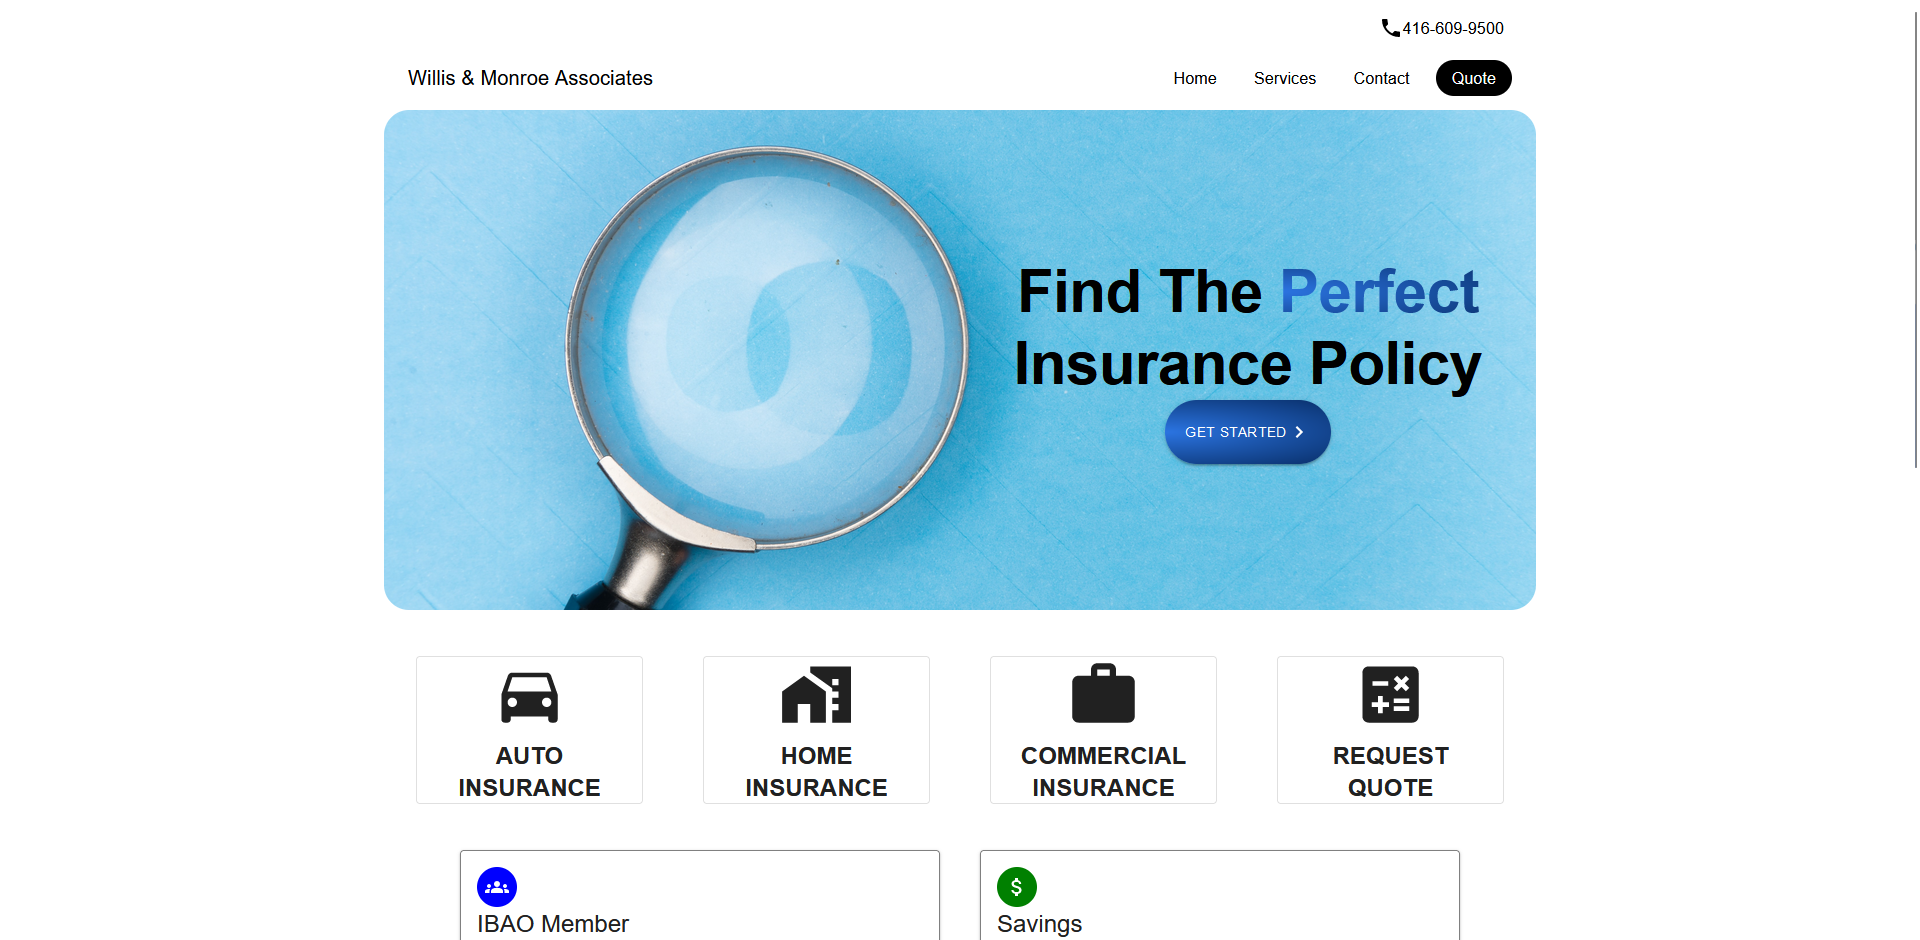 416-609-9500
Willis & Monroe Associates
Home Services Contact Quote
Find The Perfect
Insurance Policy
GET STARTED
AUTO
INSURANCE
HOME
INSURANCE
COMMERCIAL
INSURANCE
REQUEST
QUOTE
IBAO Member
Savings